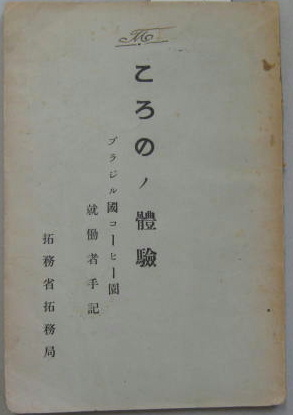 ころのノ體驗
ブラジル國コーヒー園
就働者手記
拓務省拓務局